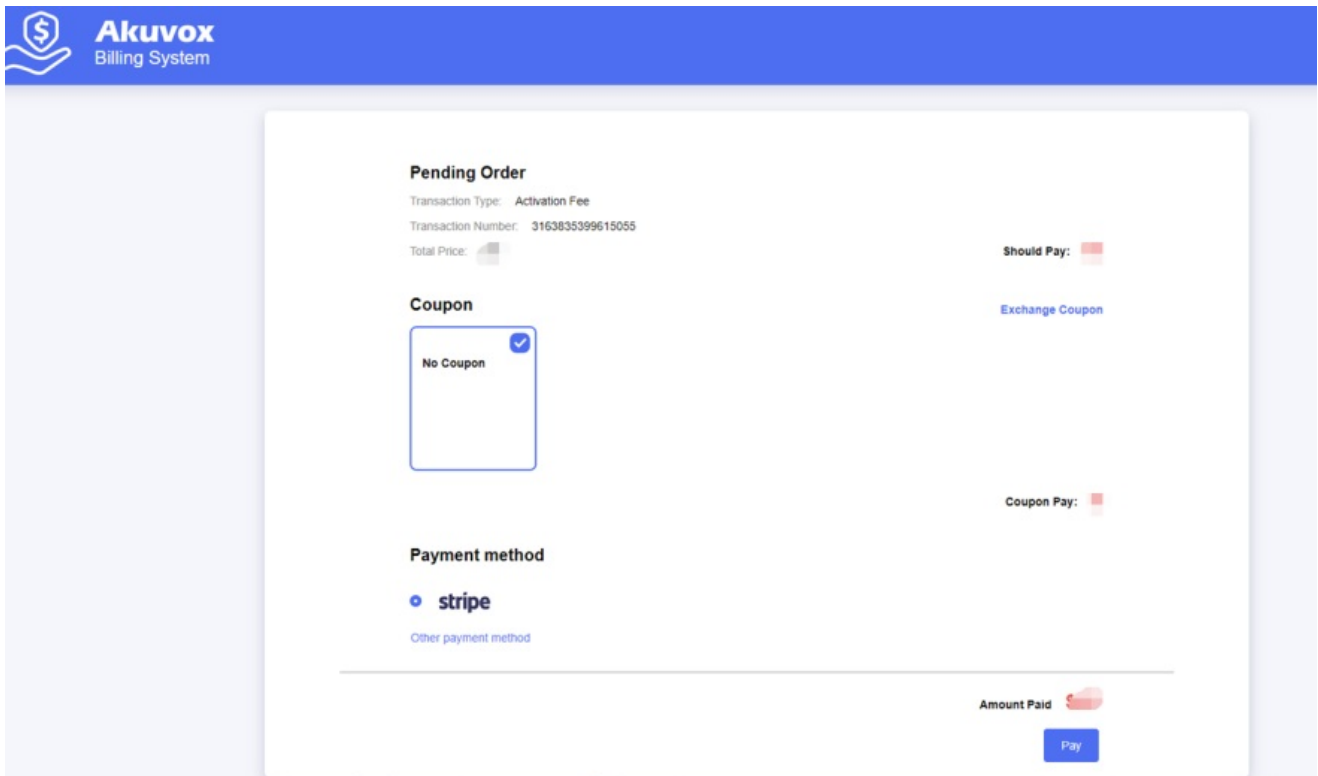 Akuvox
Billing System
Pending Order
Transaction Type: Activation Fee
Transaction Number: 3163835399615055
Total Price:
Should Pay:
Coupon
Exchange Coupon
No Coupon
Coupon Pay:
Payment method
stripe
Other payment method
Amount Paid
Pay